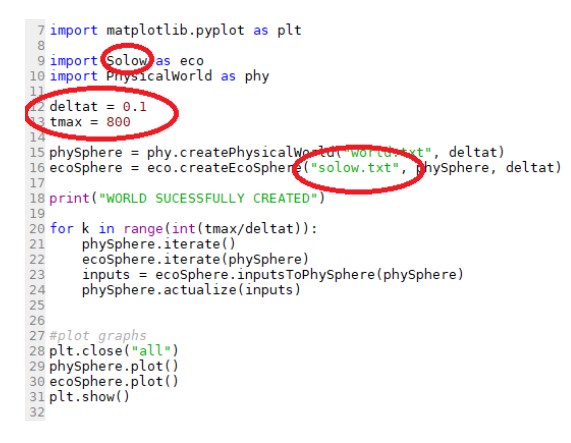 7 import matplotlib.pyplot as plt
8
9 import Solow as eco
10 import PhysicalWorld as phy
11
12 deltat = 0.1
13 tmax = 800
14
15 phySphere = phy.createPhysicalWorld("world.txt", deltat)
16 ecoSphere = eco.createEcoSphere("solow.txt", phySphere, deltat)
17
18 print("WORLD SUCESSFULLY CREATED")
19
20 for k in range(int(tmax/deltat)):
21     phySphere.iterate()
22     ecoSphere.iterate(phySphere)
23     inputs = ecoSphere.inputsToPhySphere(phySphere)
24     phySphere.actualize(inputs)
25
26
27 #plot graphs
28 plt.close("all")
29 phySphere.plot()
30 ecoSphere.plot()
31 plt.show()
32